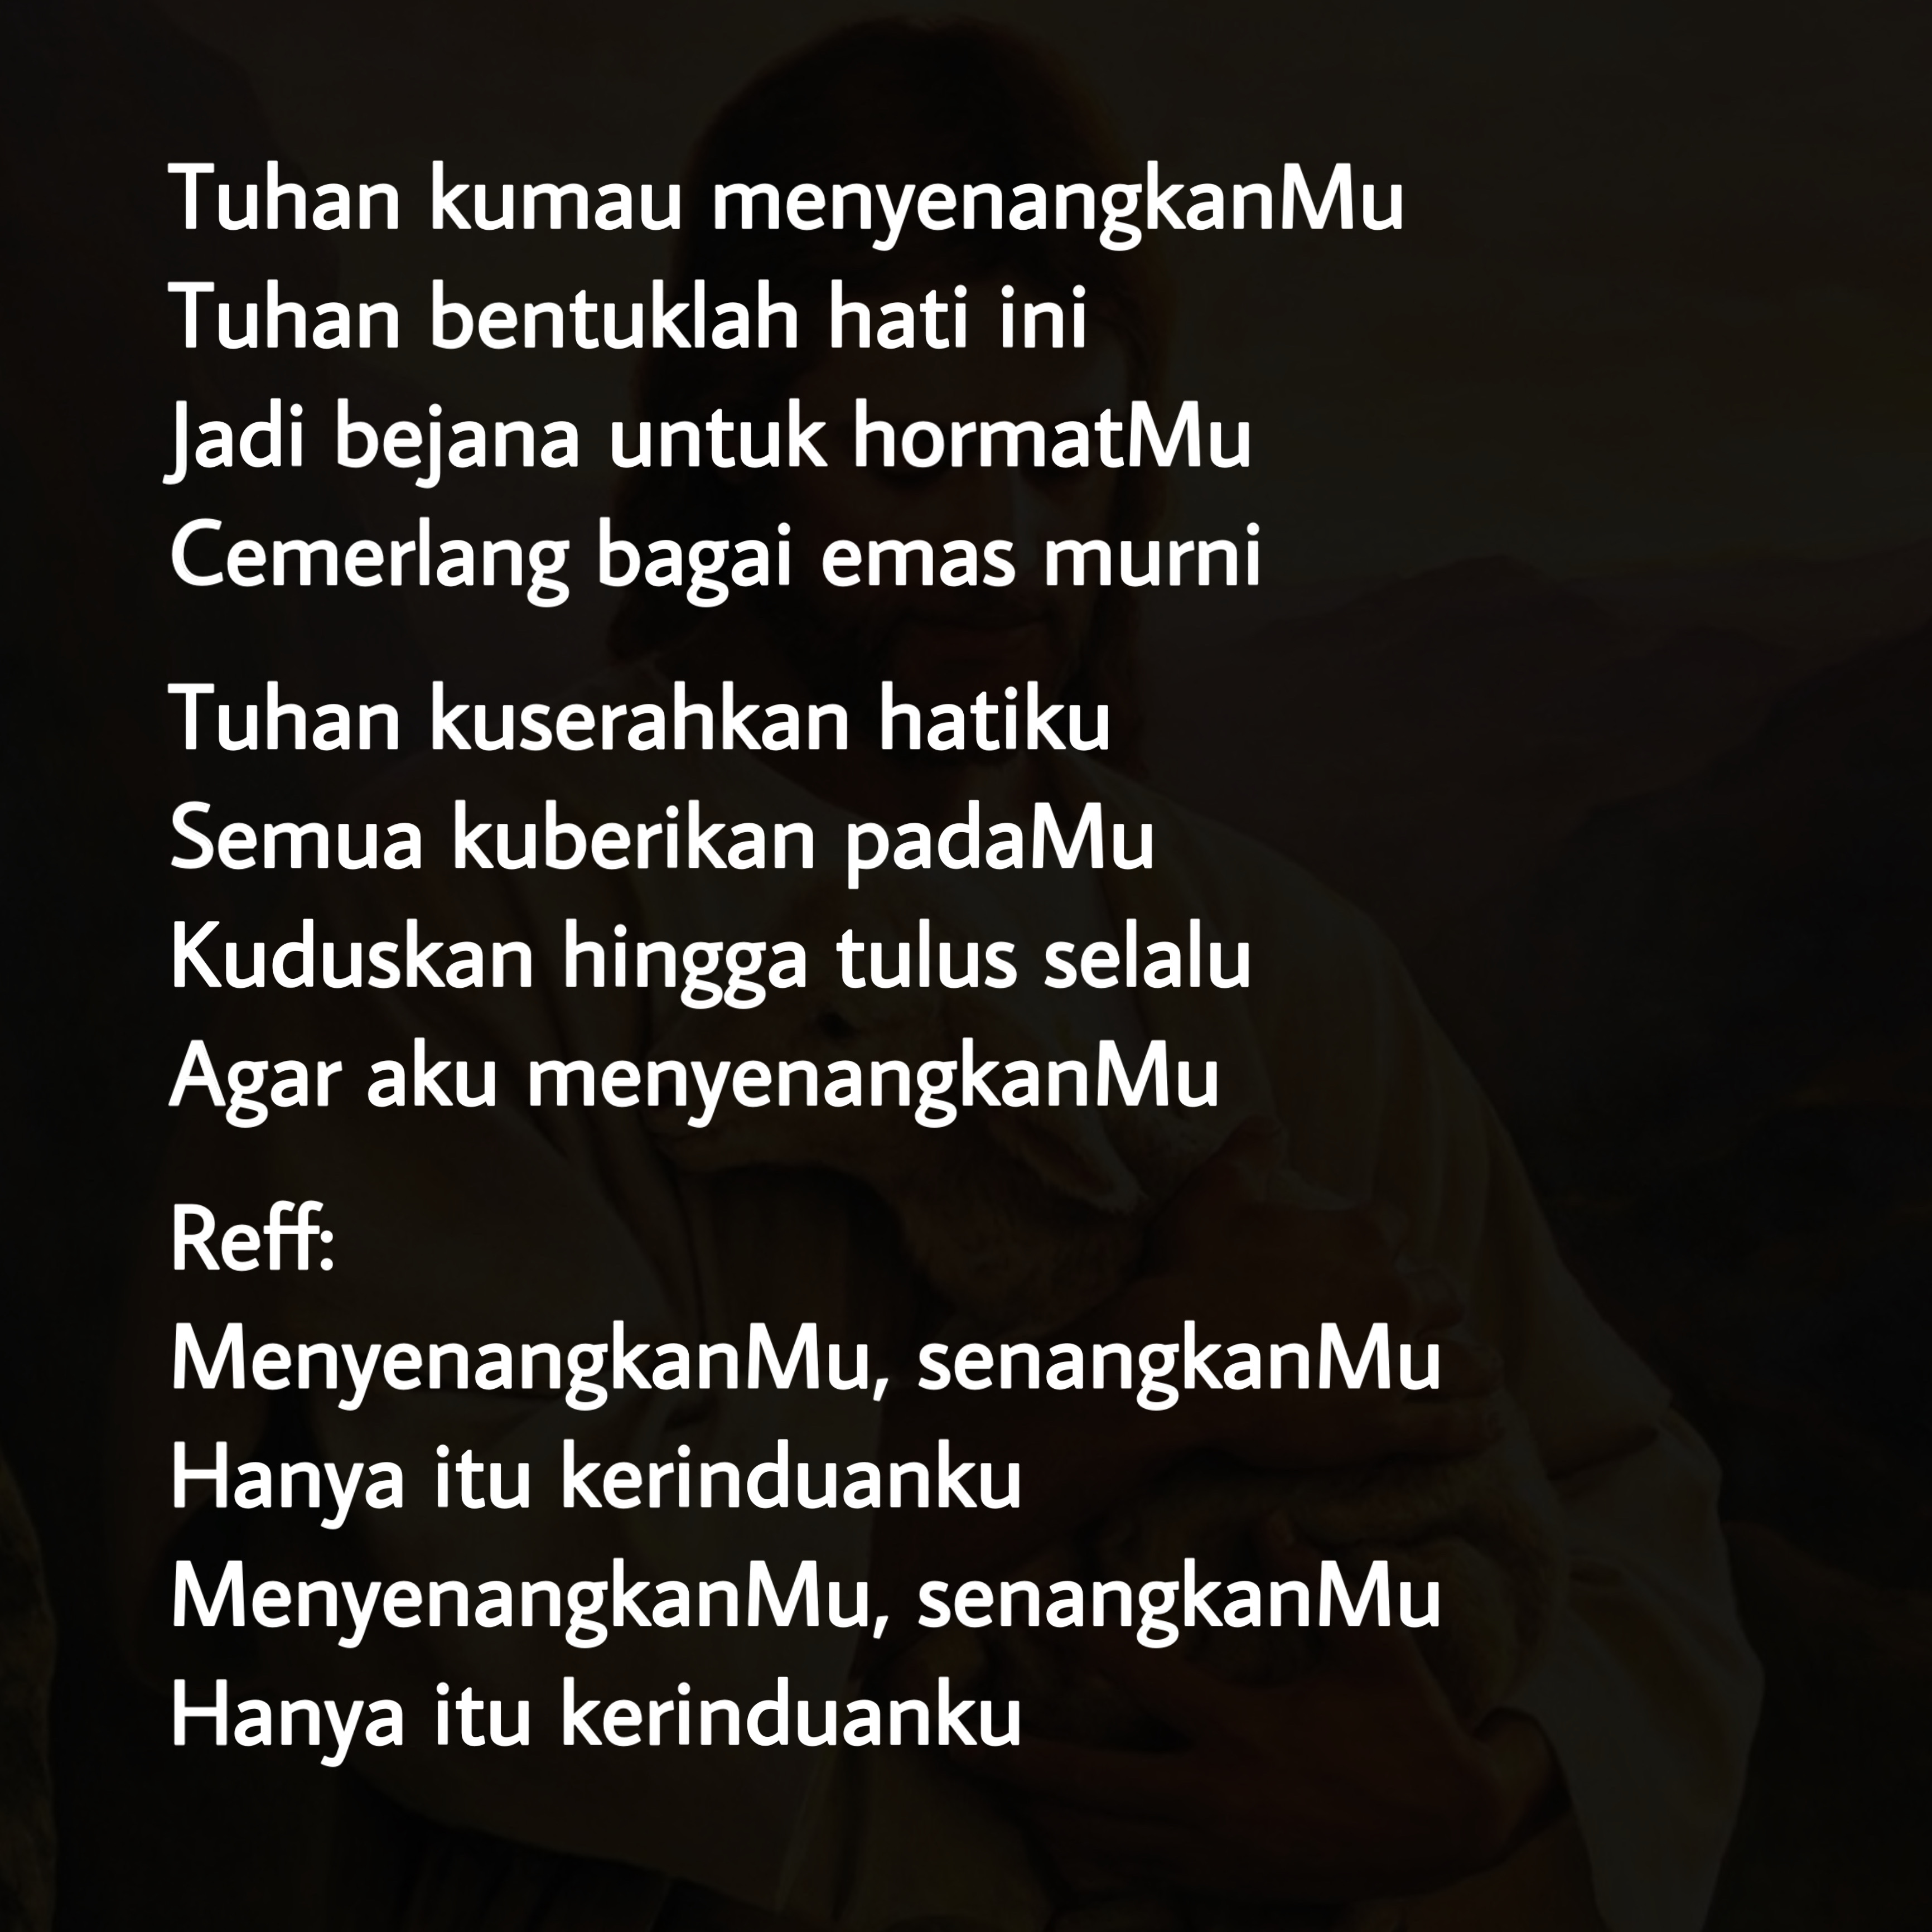 Tuhan kumau menyenangkanMu
Tuhan bentuklah hati ini
Jadi bejana untuk hormatMu
Cemerlang bagai emas murni
Tuhan kuserahkan hatiku
Semua kuberikan padaMu
Kuduskan hingga tulus selalu
Agar aku menyenangkanMu
Reff:
MenyenangkanMu, senangkanMu
Hanya itu kerinduanku
MenyenangkanMu, senangkanMu
Hanya itu kerinduanku